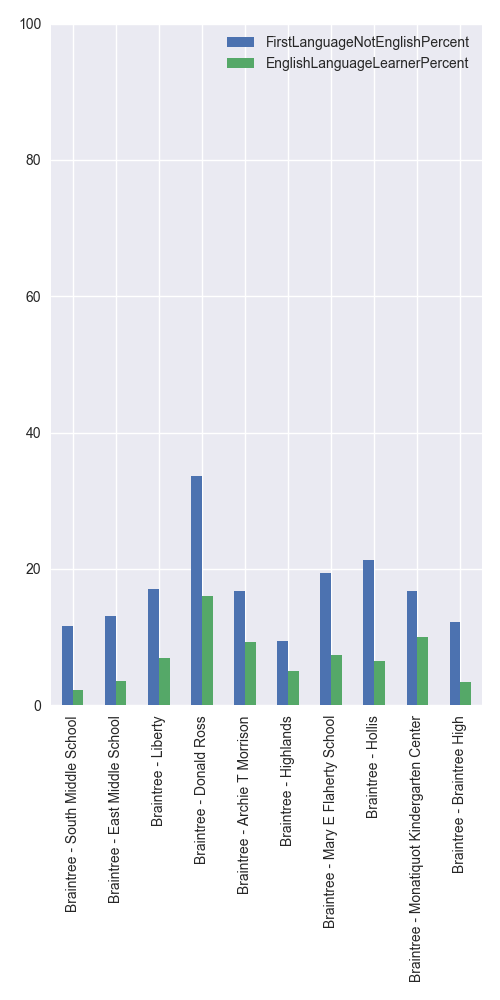 100
80
60
40
20
0
FirstLanguageNotEnglishPercent
EnglishLanguageLearnerPercent
Braintree - South Middle School
Braintree - East Middle School
Braintree - Liberty
Braintree - Donald Ross
Braintree - Archie T Morrison
Braintree - Highlands
Braintree - Mary E Flaherty School
Braintree - Hollis
Braintree - Monatiquot Kindergarten Center
Braintree - Braintree High